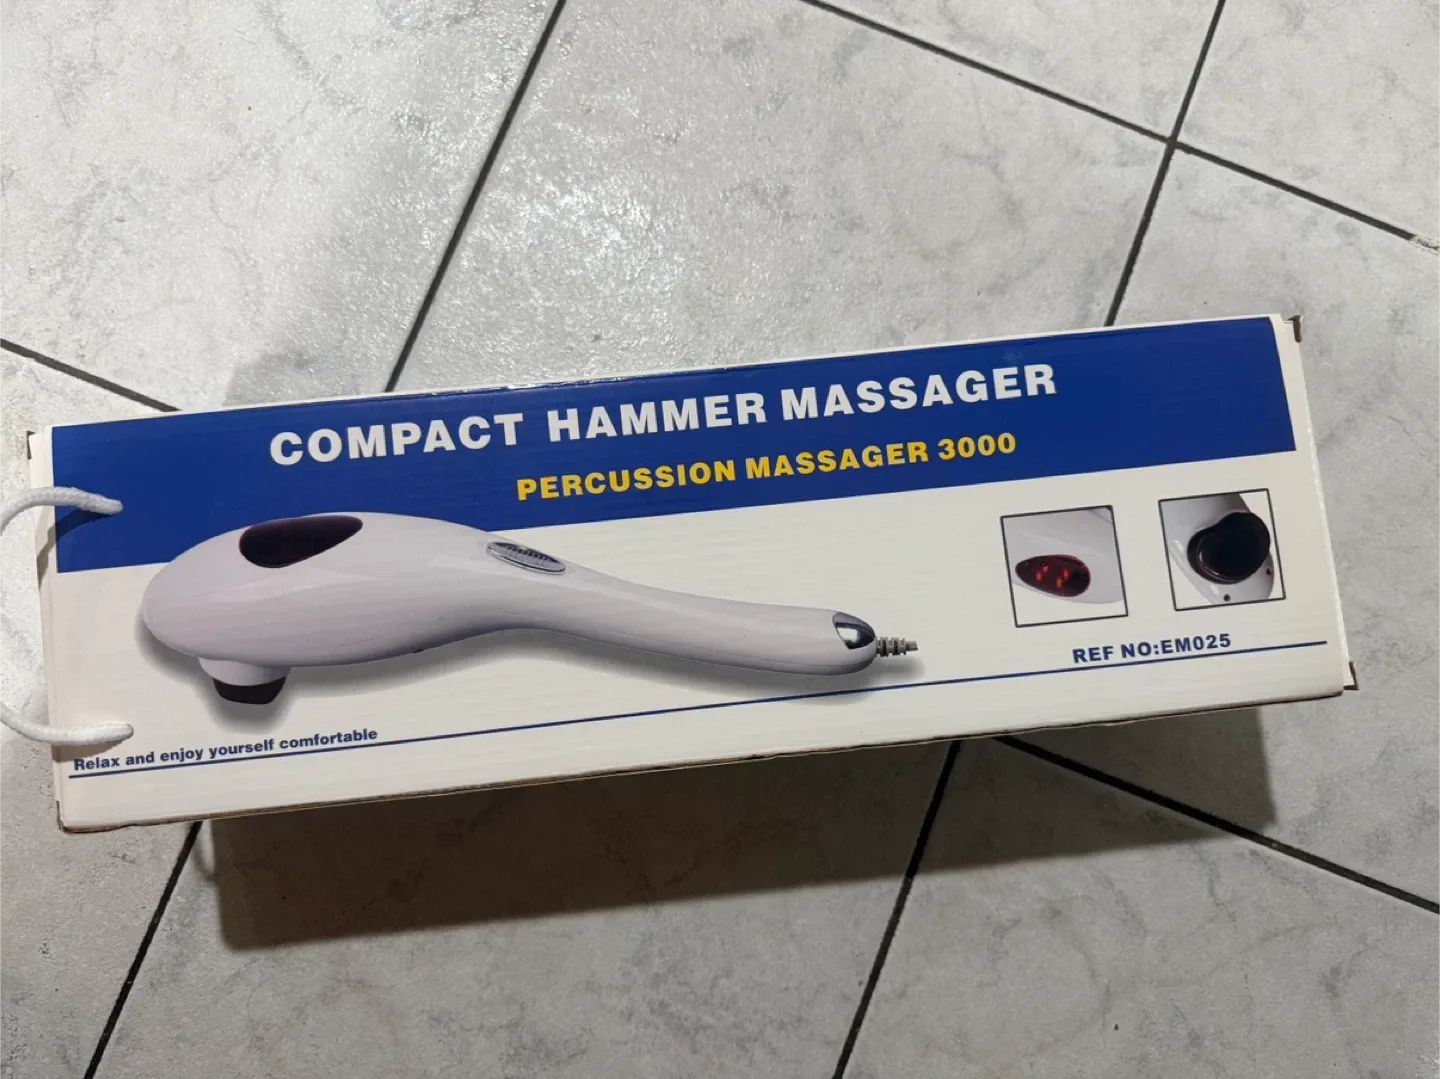 COMPACT HAMMER MASSAGER
PERCUSSION MASSAGER 3000
REF NO:EM025
Relax and enjoy yourself comfortable